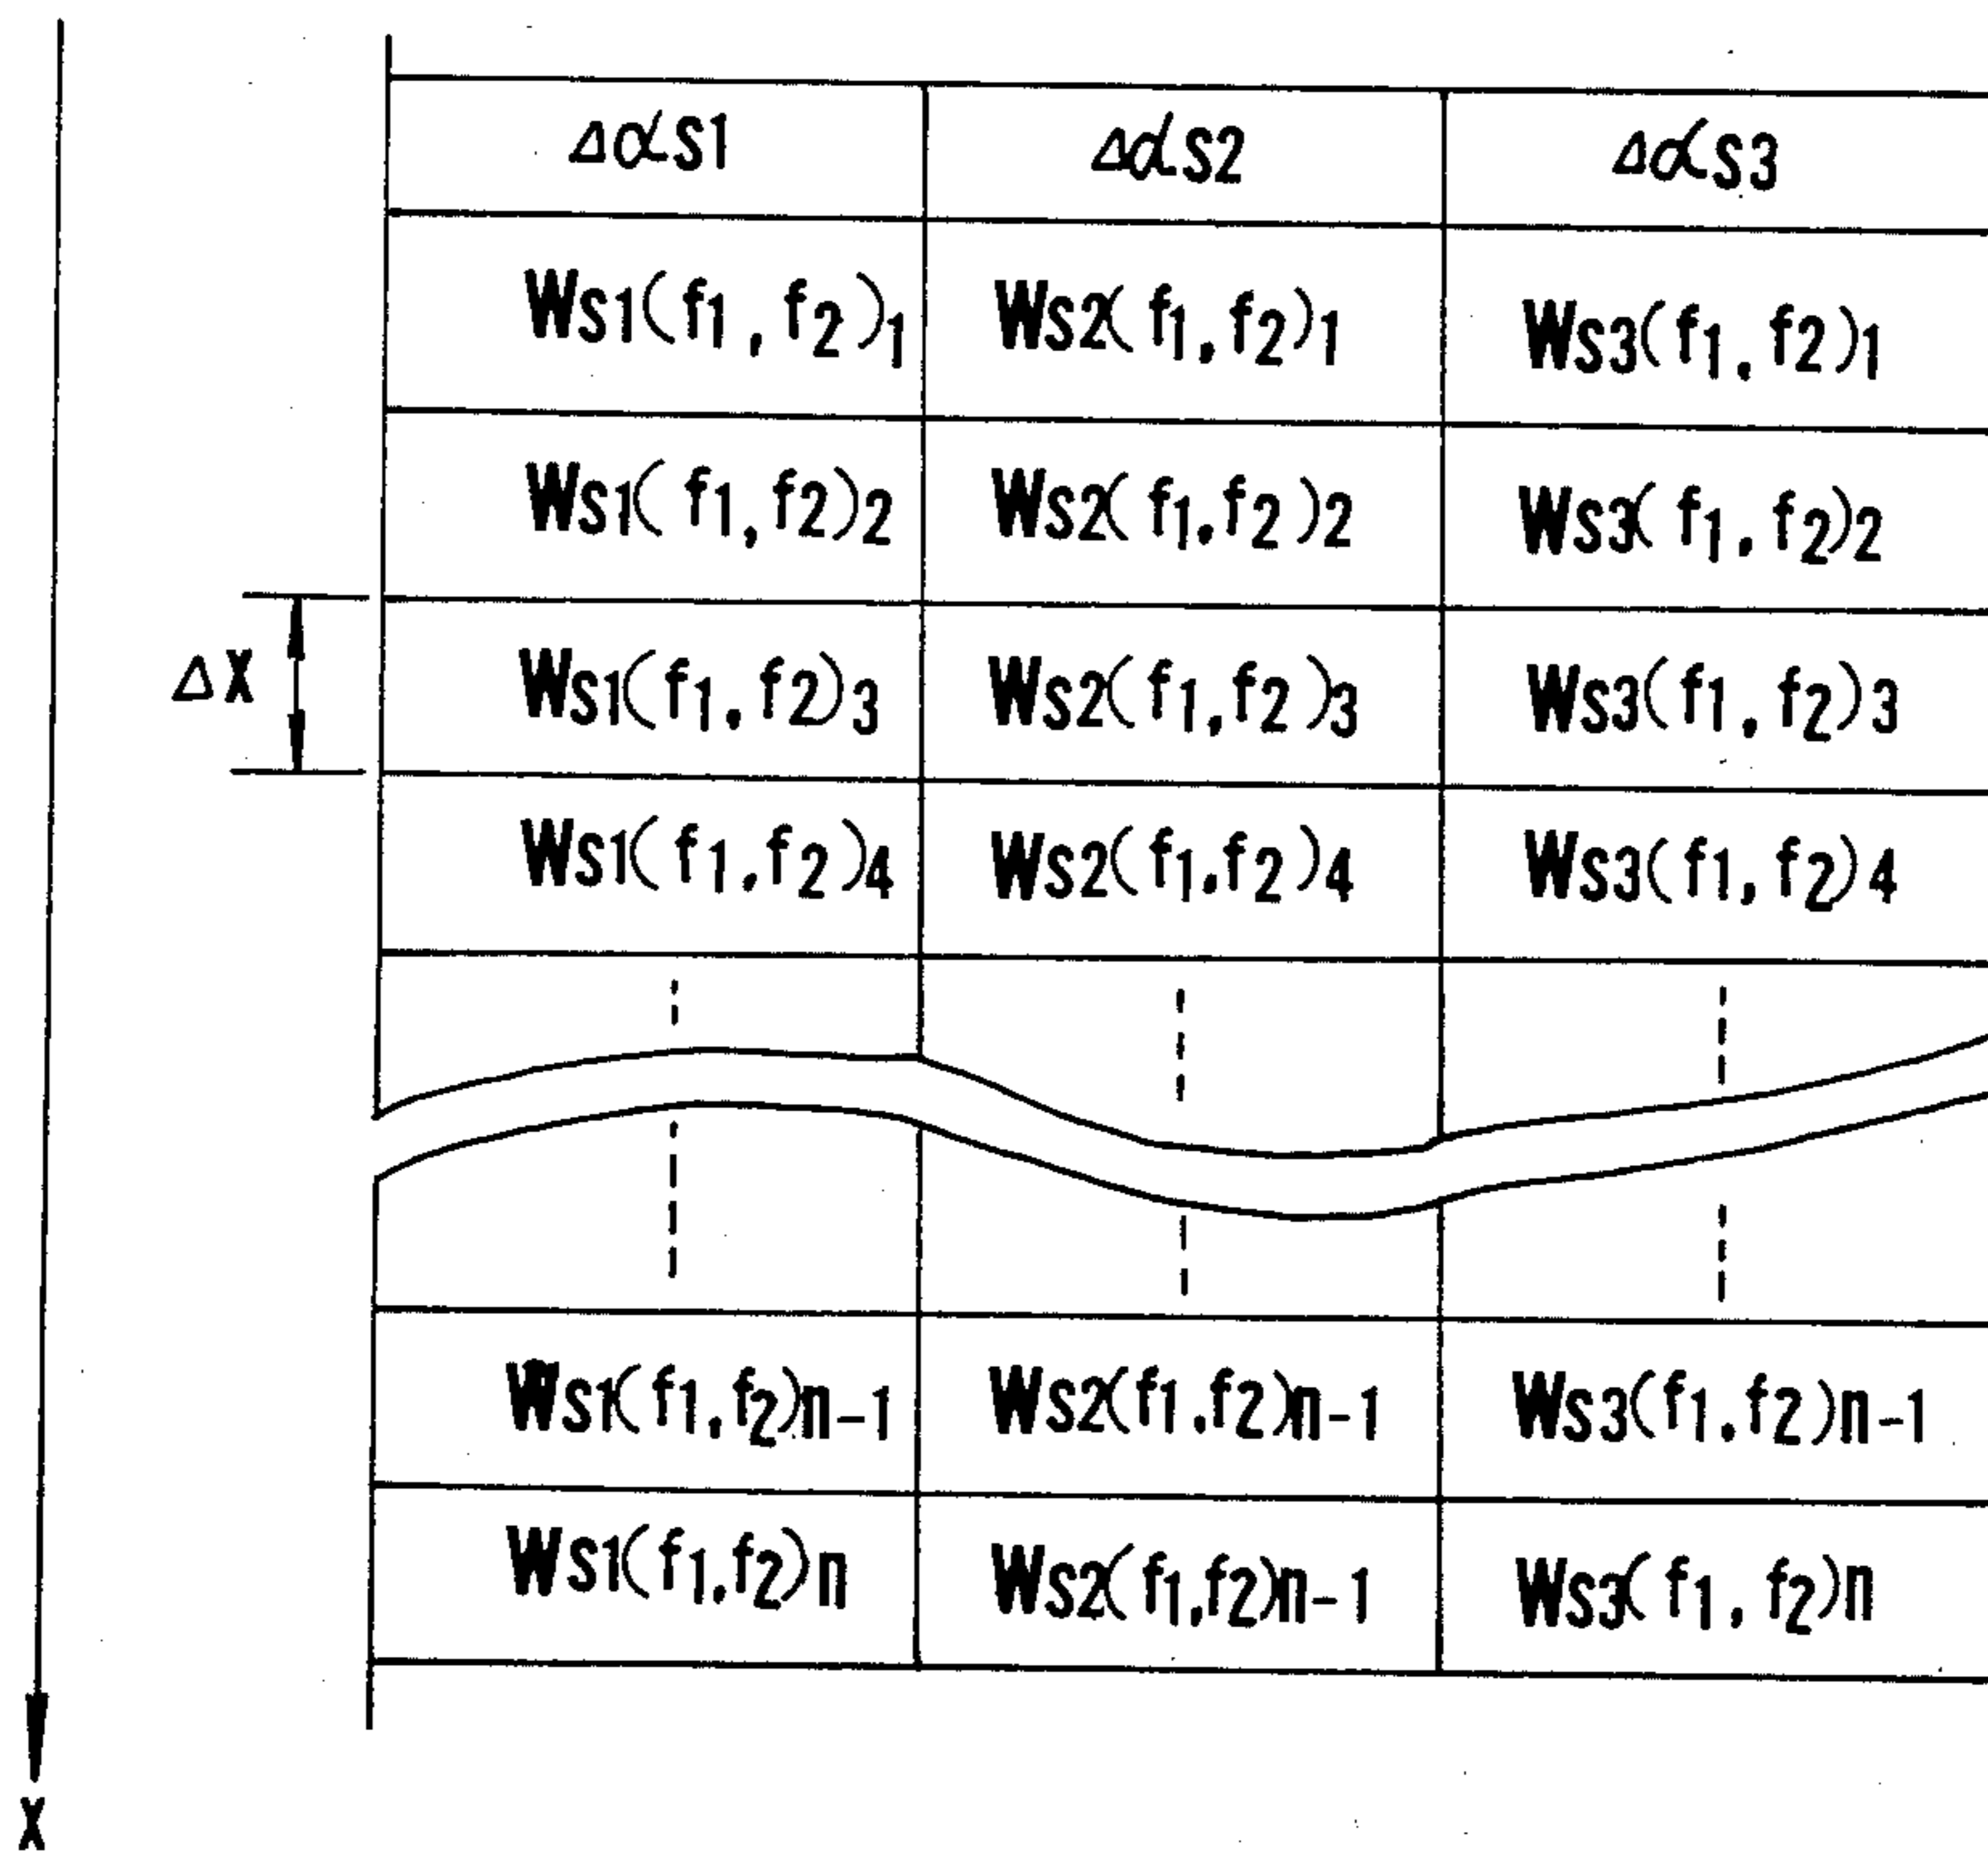 Δαs1 Δαs2 Δαs3
Ws1(f1, f2)1 Ws2(f1, f2)1 Ws3(f1, f2)1
Ws1(f1, f2)2 Ws2(f1, f2)2 Ws3(f1, f2)2
ΔX Ws1(f1, f2)3 Ws2(f1, f2)3 Ws3(f1, f2)3
Ws1(f1, f2)4 Ws2(f1, f2)4 Ws3(f1, f2)4
Ws1(f1, f2)n-1 Ws2(f1, f2)n-1 Ws3(f1, f2)n-1
Ws1(f1, f2)n Ws2(f1, f2)n-1 Ws3(f1, f2)n
X